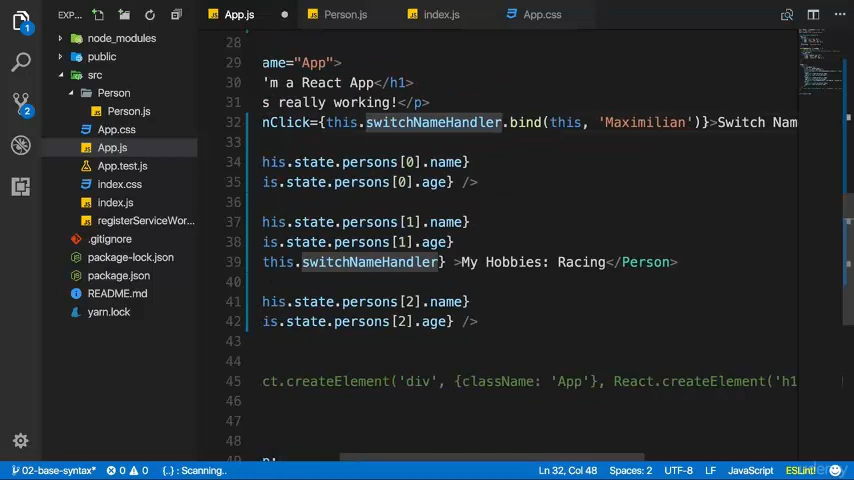 EXP...
App.js
Person.js
index.js
App.css
node_modules
public
src
Person
Person.js
App.css
App.js
App.test.js
index.css
index.js
registerServiceWor...
.gitignore
package-lock.json
package.json
README.md
yarn.lock
1
2
28
29 ame="App">
30 'm a React App</h1>
31 s really working!</p>
32 nClick={this.switchNameHandler.bind(this, 'Maximilian')}>Switch Nam
33
34 his.state.persons[0].name}
35 is.state.persons[0].age} />
36
37 his.state.persons[1].name}
38 is.state.persons[1].age}
39 this.switchNameHandler} >My Hobbies: Racing</Person>
40
41 his.state.persons[2].name}
42 is.state.persons[2].age} />
43
44
45 ct.createElement('div', {className: 'App'}, React.createElement('h1
46
47
48
49
02-base-syntax* 0 0 {..} : Scanning.. Ln 32, Col 48 Spaces: 2 UTF-8 LF JavaScript ESLint!